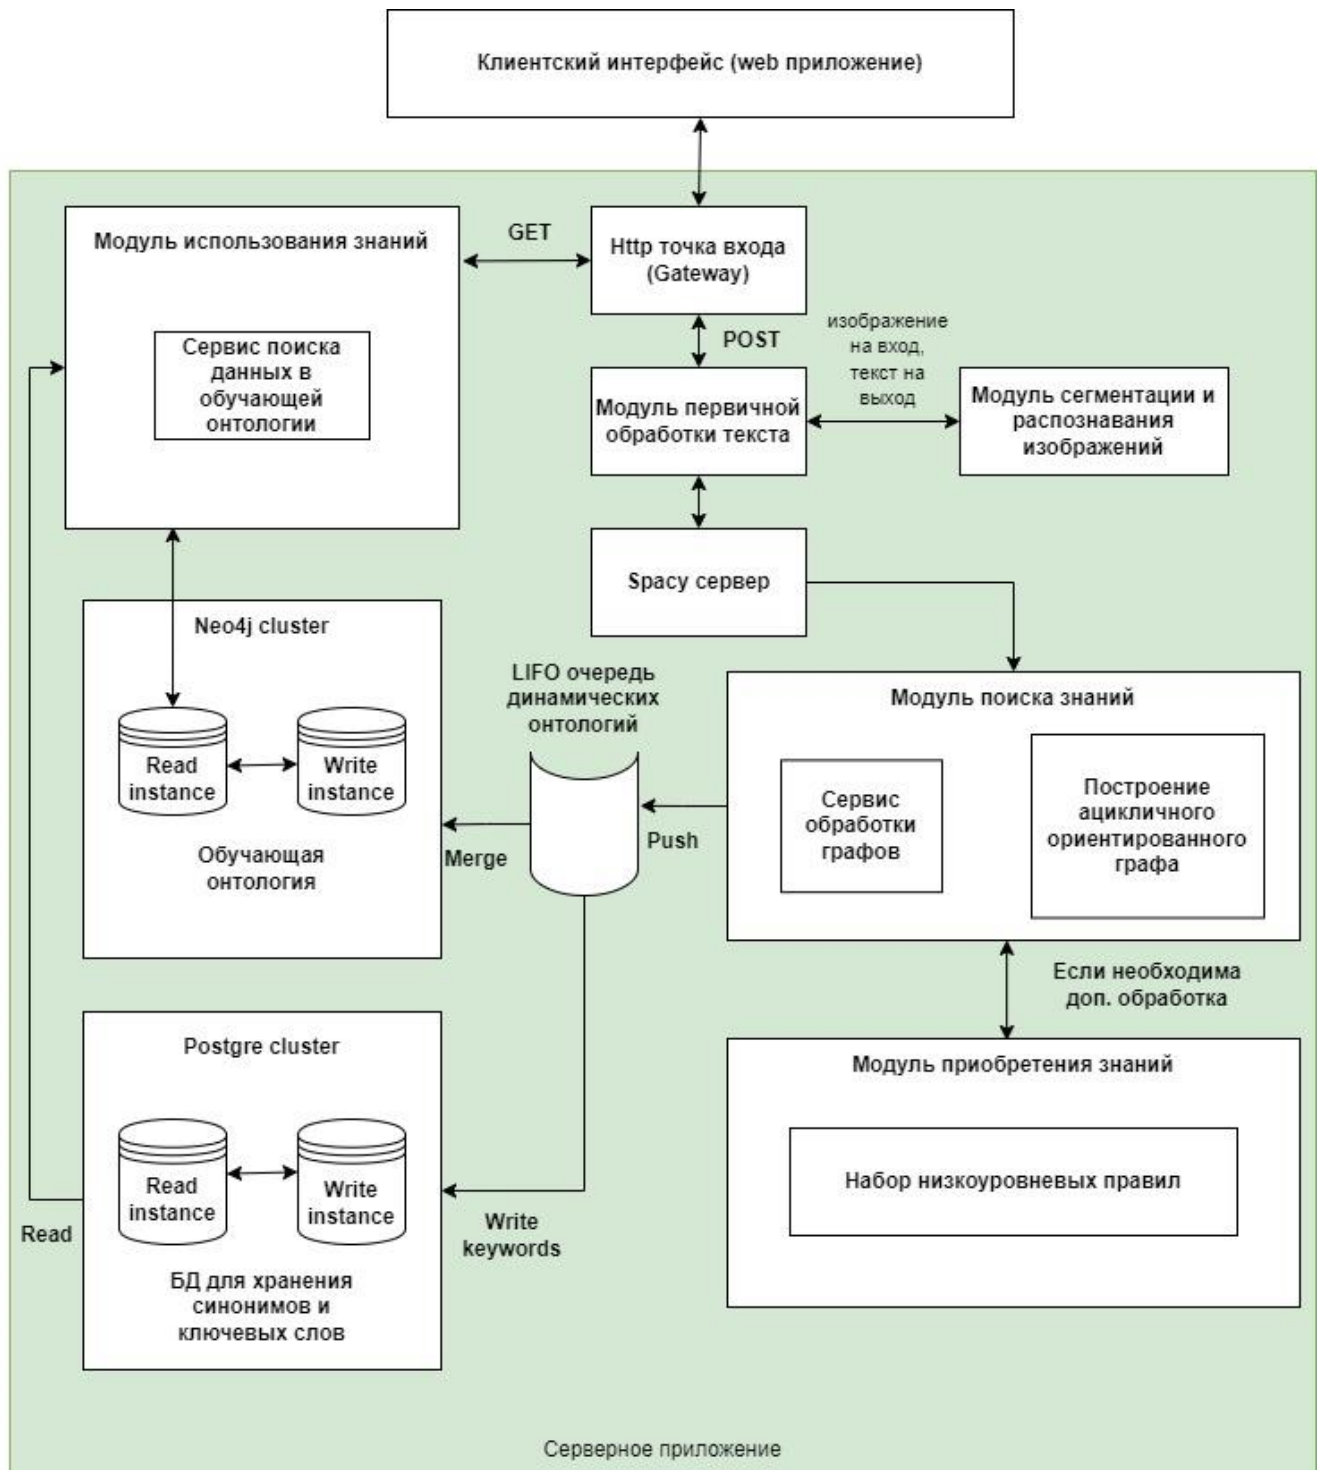 Клиентский интерфейс (web приложение)
Модуль использования знаний
GET
Http точка входа
(Gateway)
POST
изображение
на вход,
текст на
выход
Сервис поиска
данных в
обучающей
онтологии
Модуль первичной
обработки текста
Модуль сегментации и
распознавания
изображений
Spacy сервер
Neo4j cluster
Read
instance
Write
instance
Обучающая
онтология
LIFO очередь
динамических
онтологий
Merge
Push
Модуль поиска знаний
Сервис
обработки
графов
Построение
ацикличного
ориентированного
графа
Если необходима
доп. обработка
Postgre cluster
Read
instance
Write
instance
БД для хранения
синонимов и
ключевых слов
Read
Write
keywords
Модуль приобретения знаний
Набор низкоуровневых правил
Серверное приложение